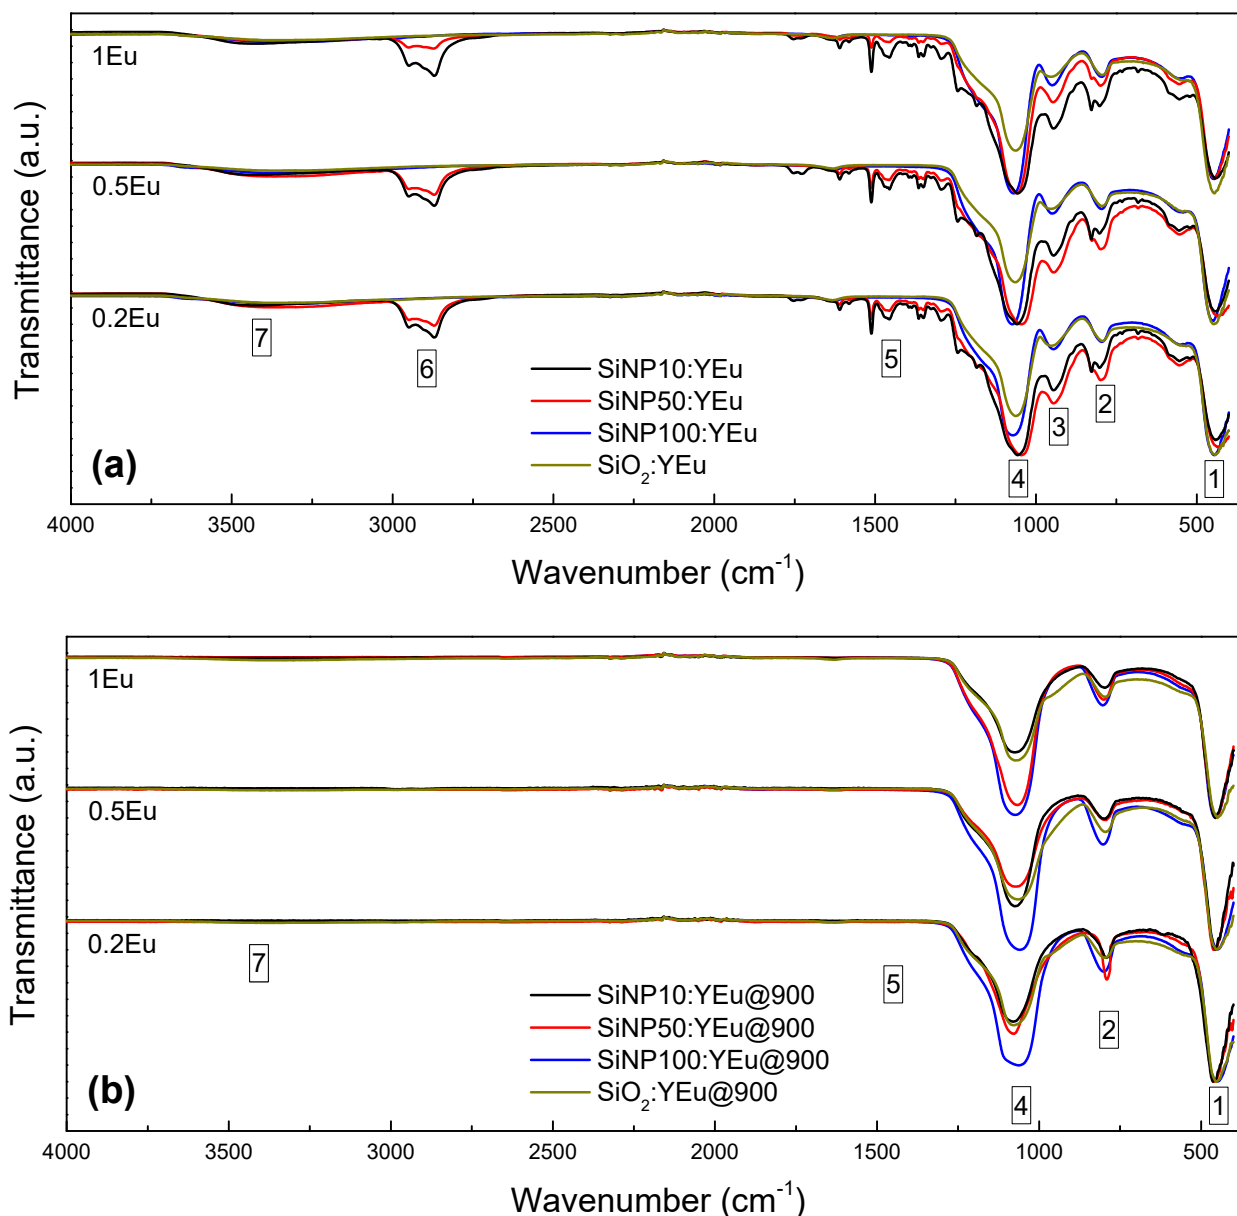 1Eu
0.5Eu
0.2Eu
7
6
5
4
3
2
1
SiNP10:YEu
SiNP50:YEu
SiNP100:YEu
SiO2:YEu
(a)
Transmittance (a.u.)
4000 3500 3000 2500 2000 1500 1000 500
Wavenumber (cm-1)
1Eu
0.5Eu
0.2Eu
7
5
4
2
1
SiNP10:YEu@900
SiNP50:YEu@900
SiNP100:YEu@900
SiO2:YEu@900
(b)
Transmittance (a.u.)
4000 3500 3000 2500 2000 1500 1000 500
Wavenumber (cm-1)